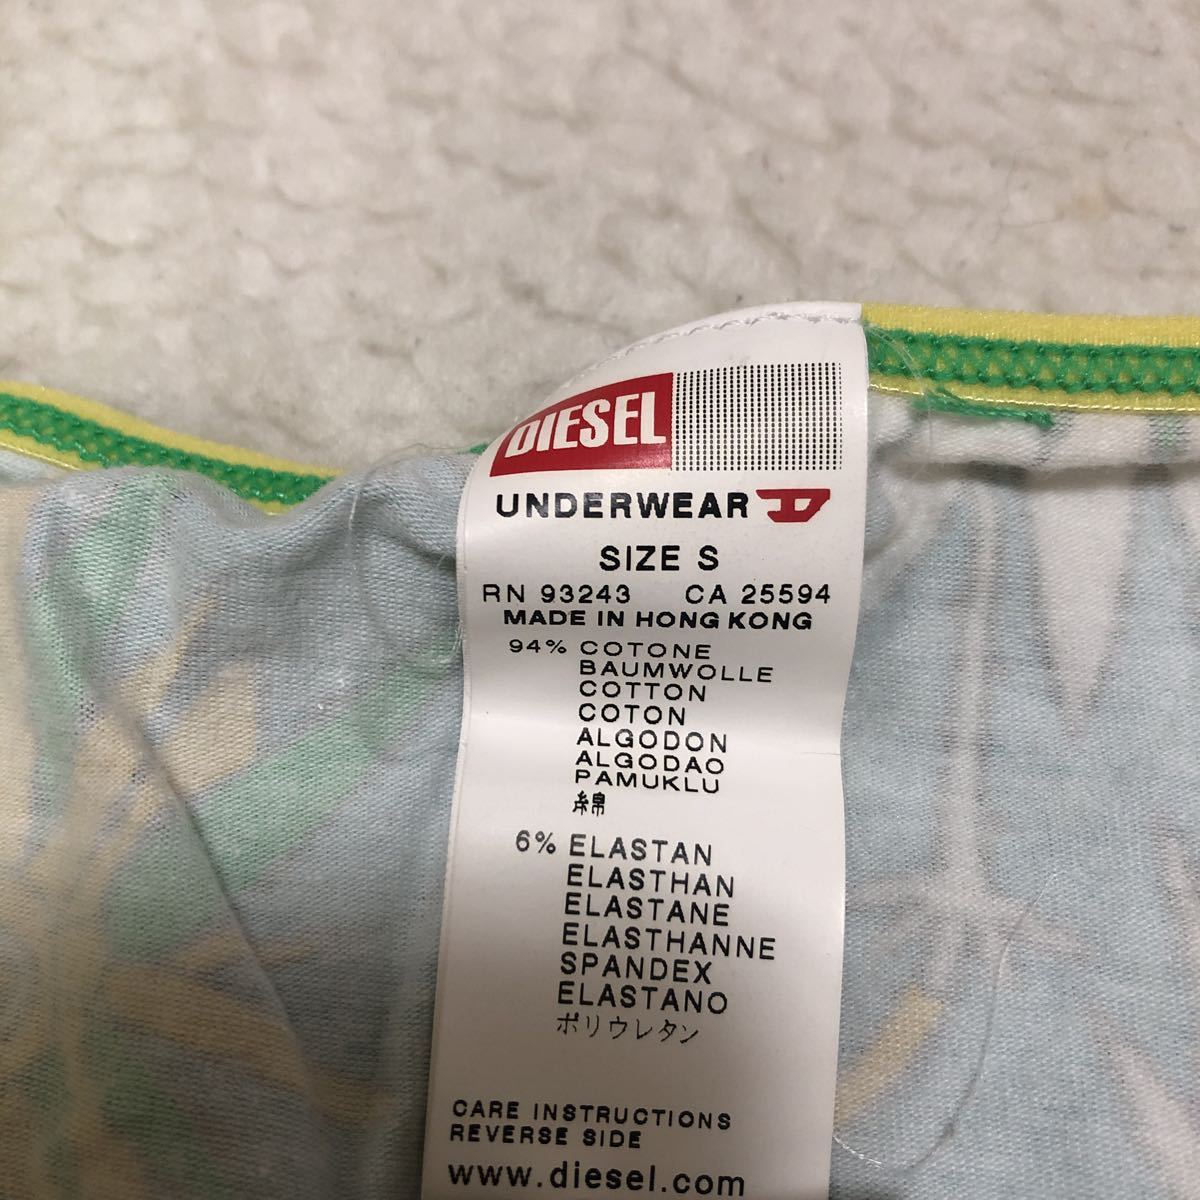 DIESEL
UNDERWEAR D
SIZE S
RN 93243 CA 25594
MADE IN HONG KONG
94% COTONE
BAUMWOLLE
COTTON
COTON
ALGODON
ALGODAO
PAMUKLU
綿
6% ELASTAN
ELASTHAN
ELASTANE
ELASTHANNE
SPANDEX
ELASTANO
ポリウレタン
CARE INSTRUCTIONS
REVERSE SIDE
www.diesel.com